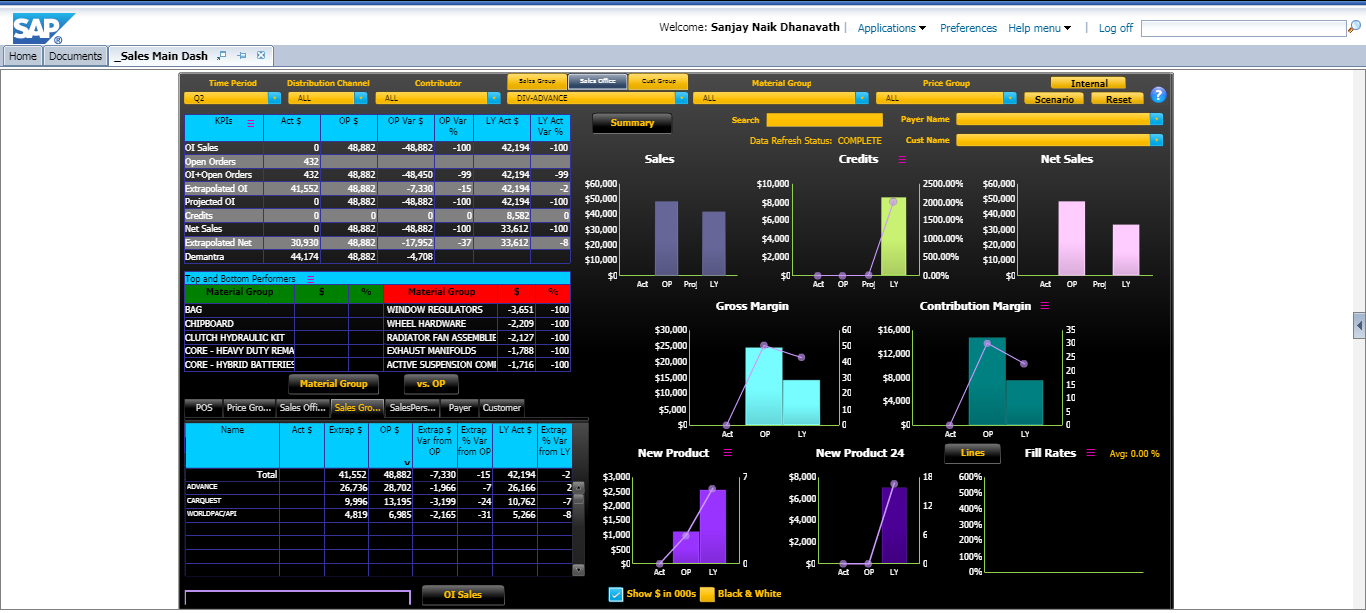 SAP ® Welcome: Sanjay Naik Dhanavath | Applications Preferences Help menu | Log off
Home Documents _Sales Main Dash
Time Period Distribution Channel Contributor Sales Group Sales Office Cust Group Material Group Price Group Internal
Q2 ALL ALL DIV-ADVANCE ALL ALL Scenario Reset ?
KPIs Act $ OP $ OP Var $ OP Var % LY Act $ LY Act Var %
OI Sales 0 48,882 -48,882 -100 42,194 -100
Open Orders 432
OI+Open Orders 432 48,882 -48,450 -99 42,194 -99
Extrapolated OI 41,552 48,882 -7,330 -15 42,194 -2
Projected OI 0 48,882 -48,882 -100 42,194 -100
Credits 0 0 0 0 8,582 0
Net Sales 0 48,882 -48,882 -100 33,612 -100
Extrapolated Net 30,930 48,882 -17,952 -37 33,612 -8
Demantra 44,174 48,882 -4,708
Summary Search Payer Name
Data Refresh Status: COMPLETE Cust Name
Sales
$60,000
$50,000
$40,000
$30,000
$20,000
$10,000
$0
Act OP Proj LY
Credits
$10,000 2500.00%
$8,000 2000.00%
$6,000 1500.00%
$4,000 1000.00%
$2,000 500.00%
$0 0.00%
Act OP Proj LY
Net Sales
$60,000
$50,000
$40,000
$30,000
$20,000
$10,000
$0
Act OP Proj LY
Top and Bottom Performers
Material Group $ % Material Group $ %
BAG WINDOW REGULATORS -3,651 -100
CHIPBOARD WHEEL HARDWARE -2,209 -100
CLUTCH HYDRAULIC KIT RADIATOR FAN ASSEMBLIE -2,127 -100
CORE - HEAVY DUTY REMA EXHAUST MANIFOLDS -1,788 -100
CORE - HYBRID BATTERIES ACTIVE SUSPENSION COMP -1,716 -100
Material Group vs. OP
Gross Margin
$30,000 60
$25,000 50
$20,000 40
$15,000 30
$10,000 20
$5,000 10
$0 0
Act OP LY
Contribution Margin
$16,000 35
30
$12,000 25
20
$8,000 15
$4,000 10
5
$0 0
Act OP LY
POS Price Gro... Sales Offi... Sales Gro... SalesPers... Payer Customer
Name Act $ Extrap $ OP $ Extrap $ Var from OP Extrap % Var from OP LY Act $ Extrap % Var from LY
Total 41,552 48,882 -7,330 -15 42,194 -2
ADVANCE 26,736 28,702 -1,966 -7 26,166 2
CARQUEST 9,996 13,195 -3,199 -24 10,762 -7
WORLDPAC/API 4,819 6,985 -2,165 -31 5,266 -8
New Product
$3,000 7
$2,500
$2,000
$1,500
$1,000
$500
$0 0
Act OP LY
New Product 24
$8,000 18
$6,000 12
$4,000
$2,000 6
$0 0
Act OP LY
Lines Fill Rates Avg: 0.00 %
600%
500%
400%
300%
200%
100%
0%
OI Sales Show $ in 000s Black & White